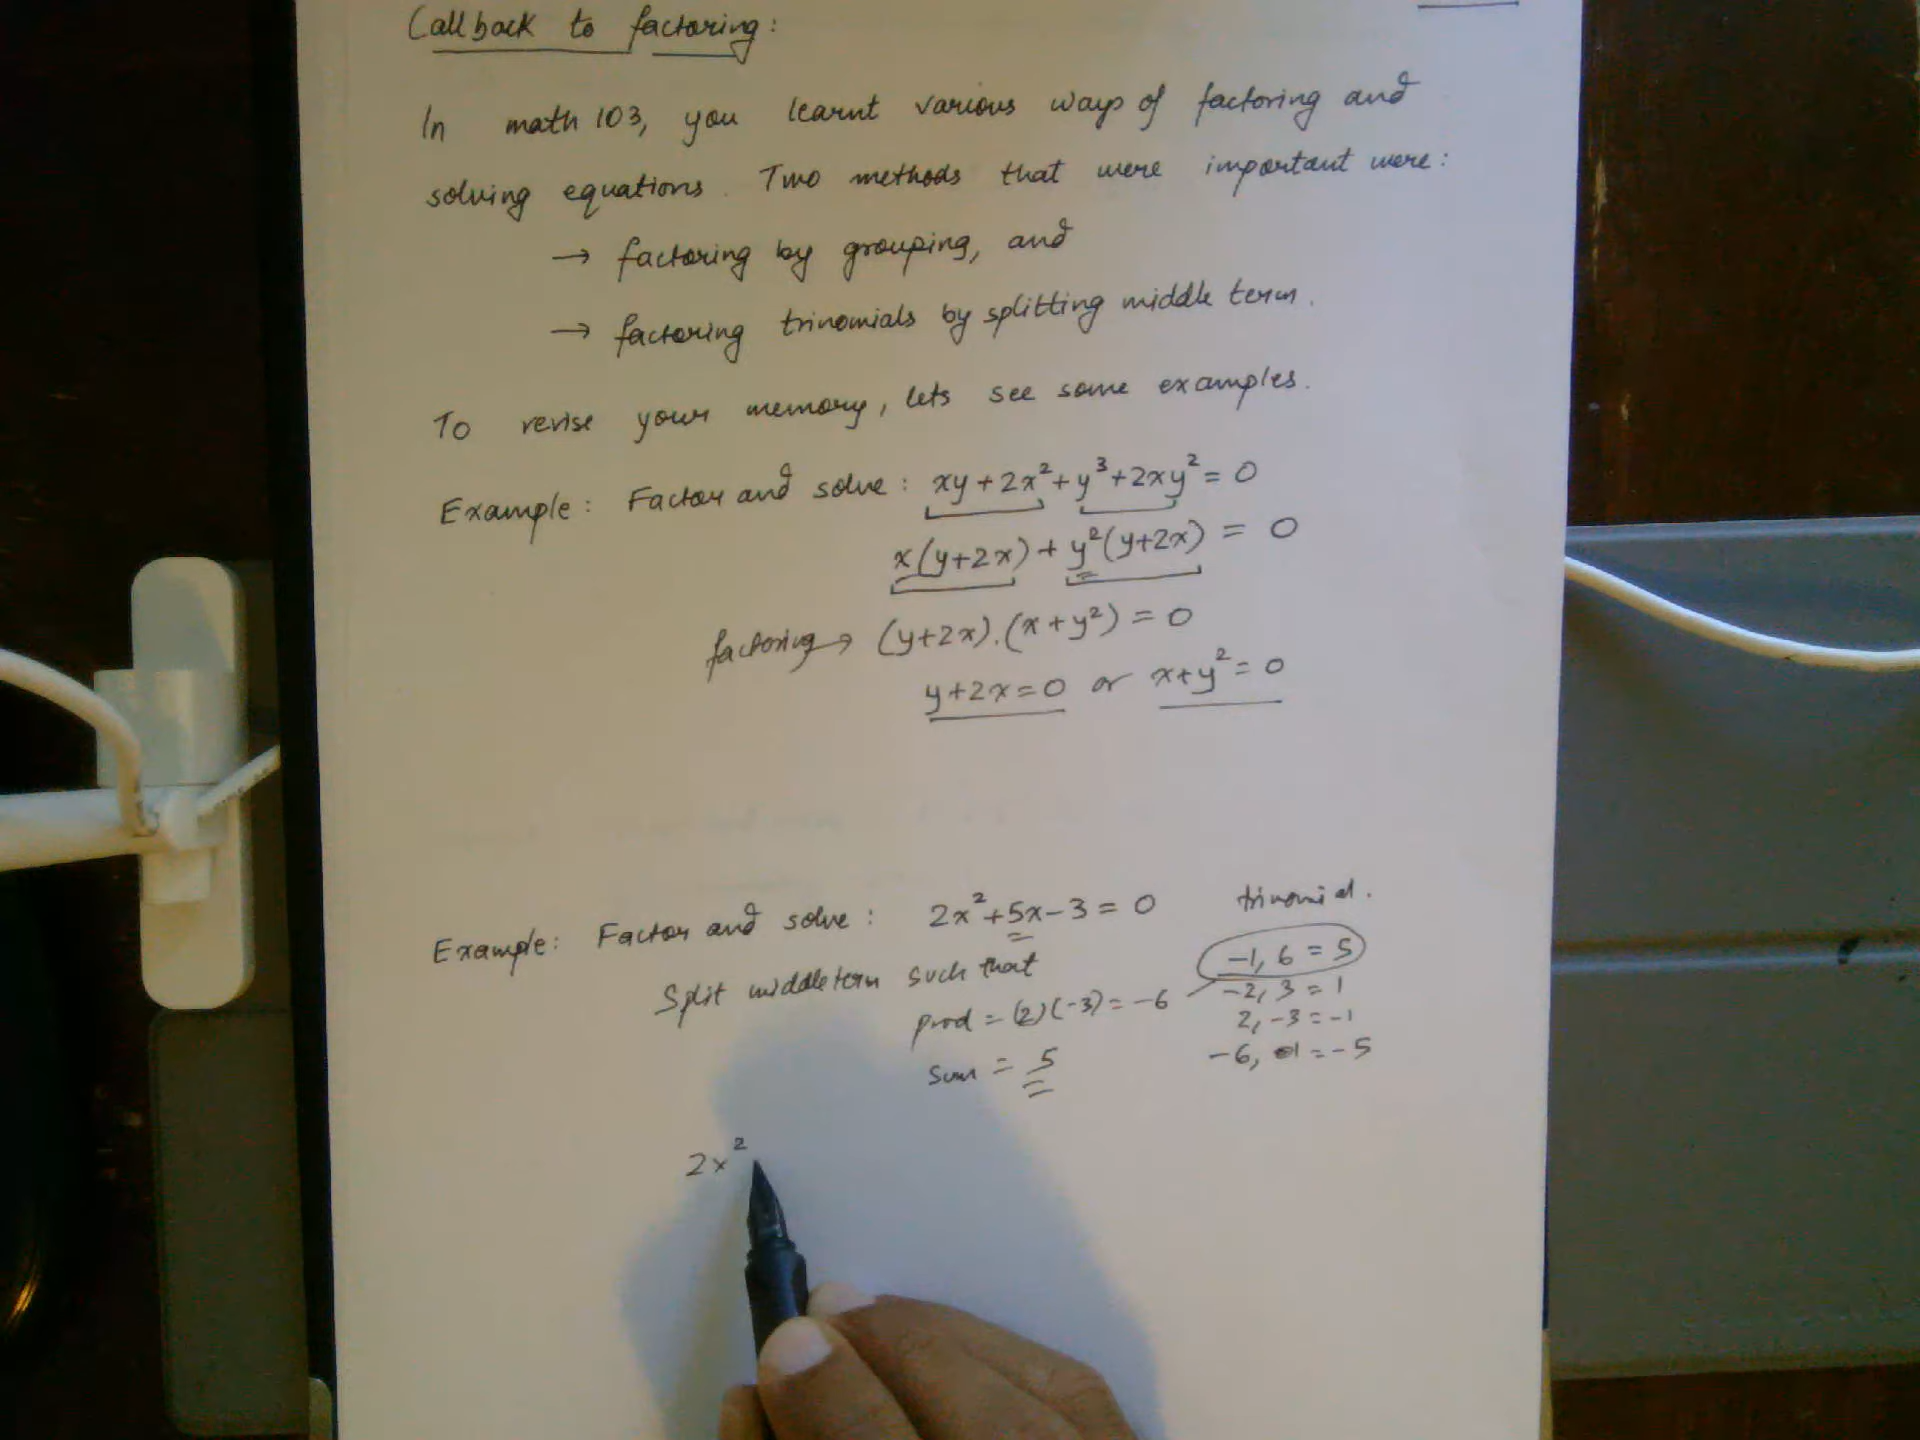 Callback to factoring:
In math 103, you learnt various ways of factoring and
solving equations. Two methods that were important were:
→ factoring by grouping, and
→ factoring trinomials by splitting middle term.
To revise your memory, lets see some examples.
Example: Factor and solve: xy + 2x² + y³ + 2xy² = 0
x(y+2x) + y²(y+2x) = 0
factoring → (y+2x).(x+y²) = 0
y+2x=0 or x+y²=0
Example: Factor and solve: 2x²+5x-3 = 0 trinomial.
Split middle term such that
-1, 6 = 5
prod = (2)(-3) = -6
-2, 3 = 1
2, -3 = -1
sum = 5
-6, 1 = -5
2x²